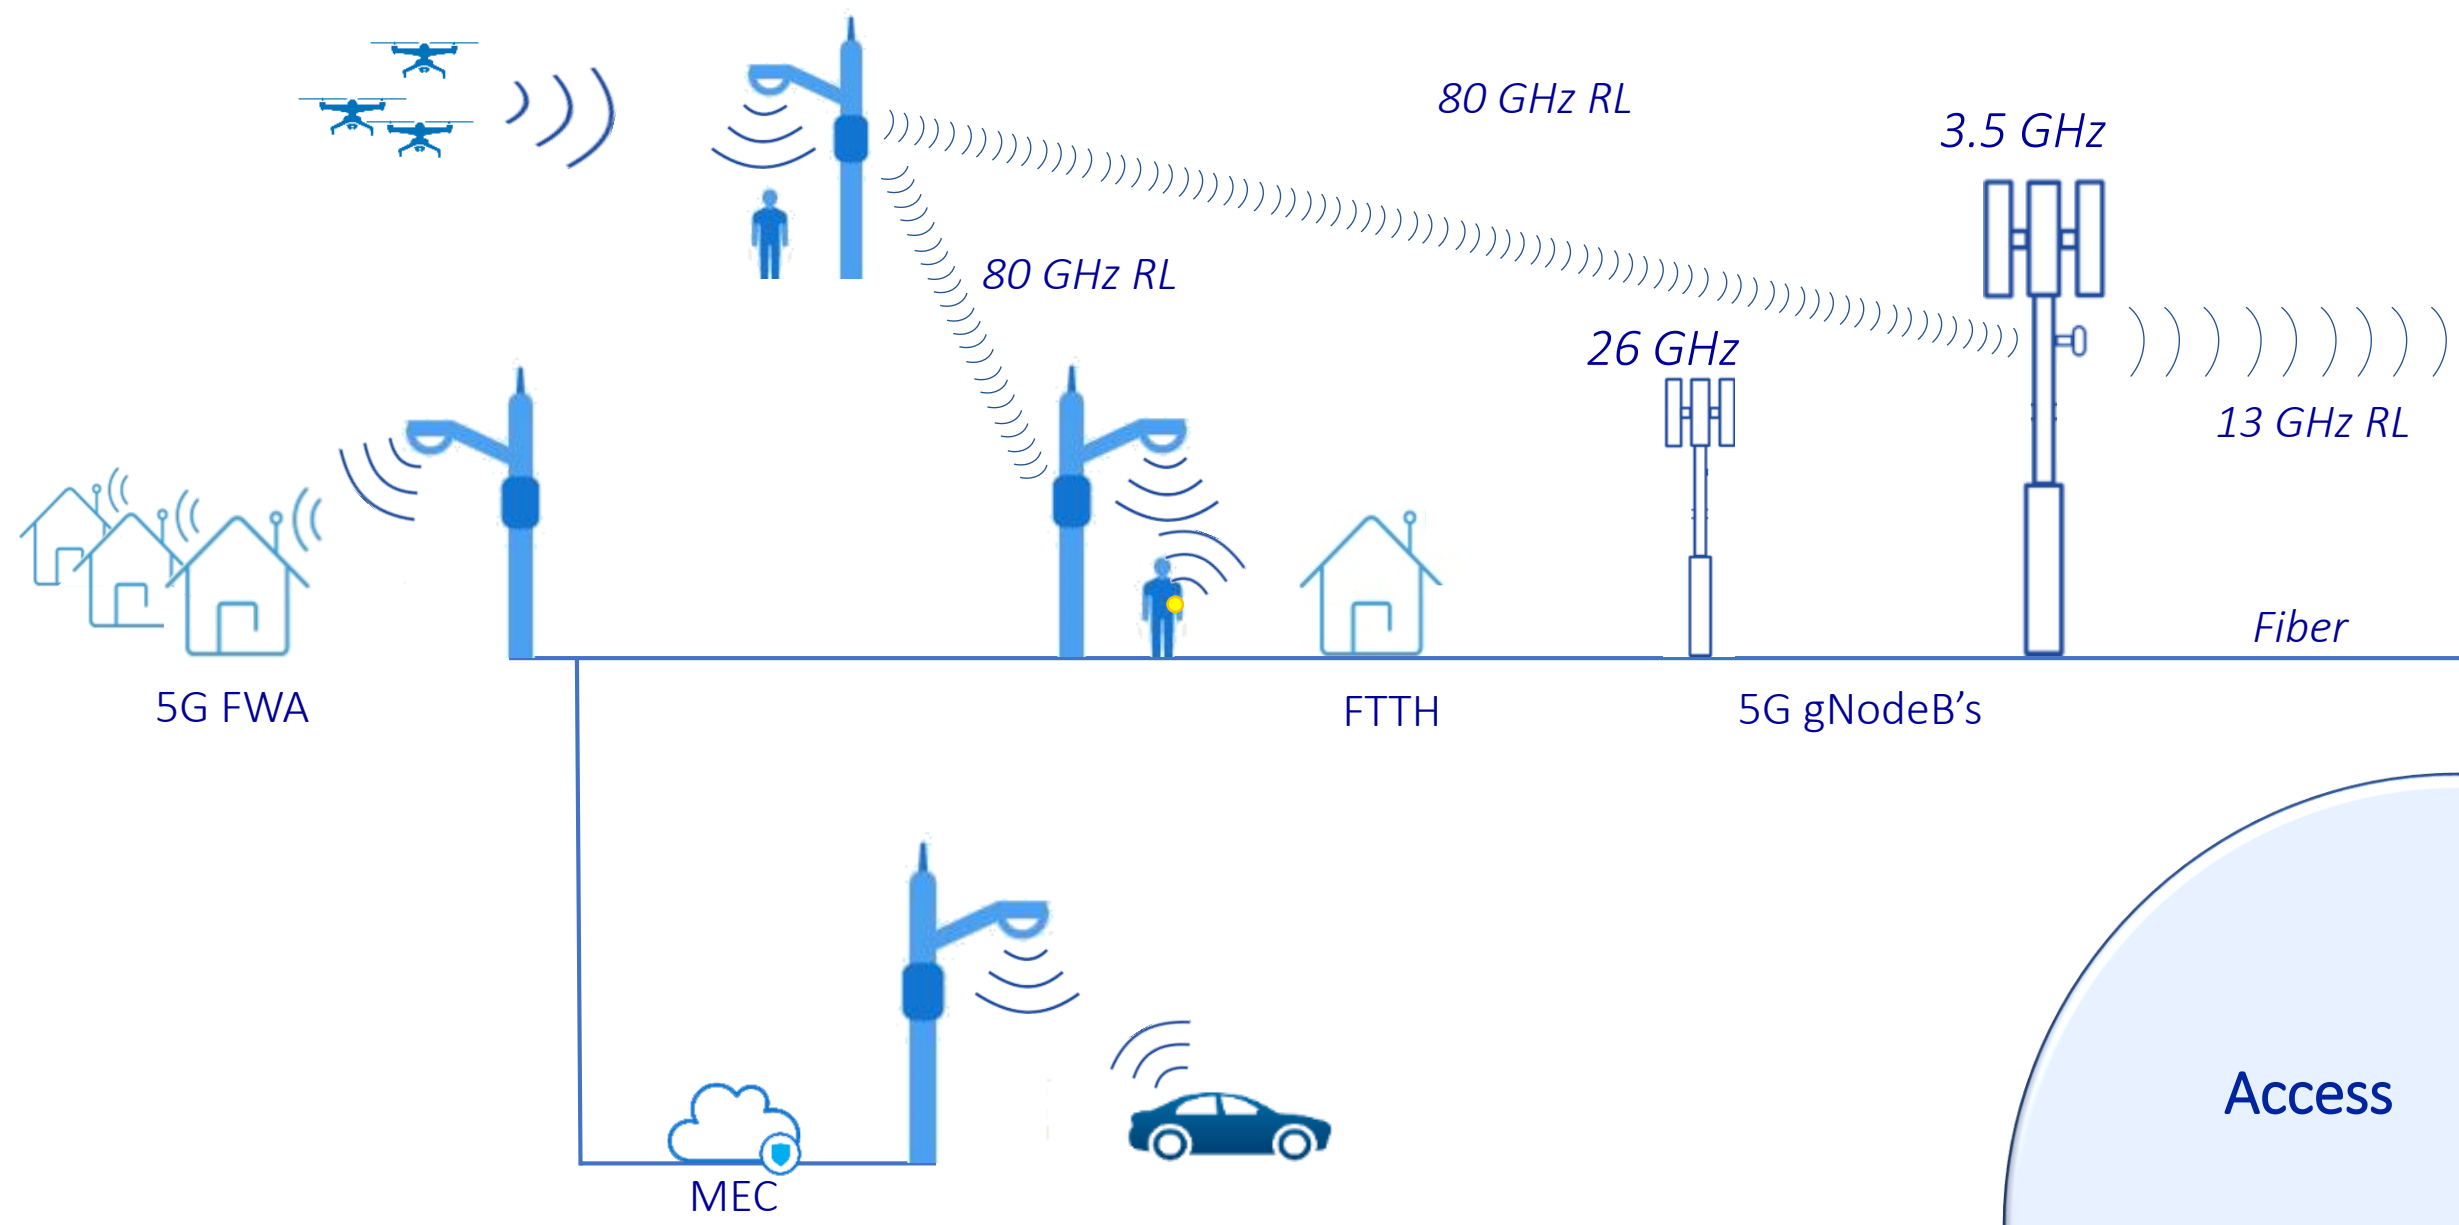 80 GHz RL
3.5 GHz
80 GHz RL
26 GHz
13 GHz RL
Fiber
5G FWA
FTTH
5G gNodeB’s
Access
MEC